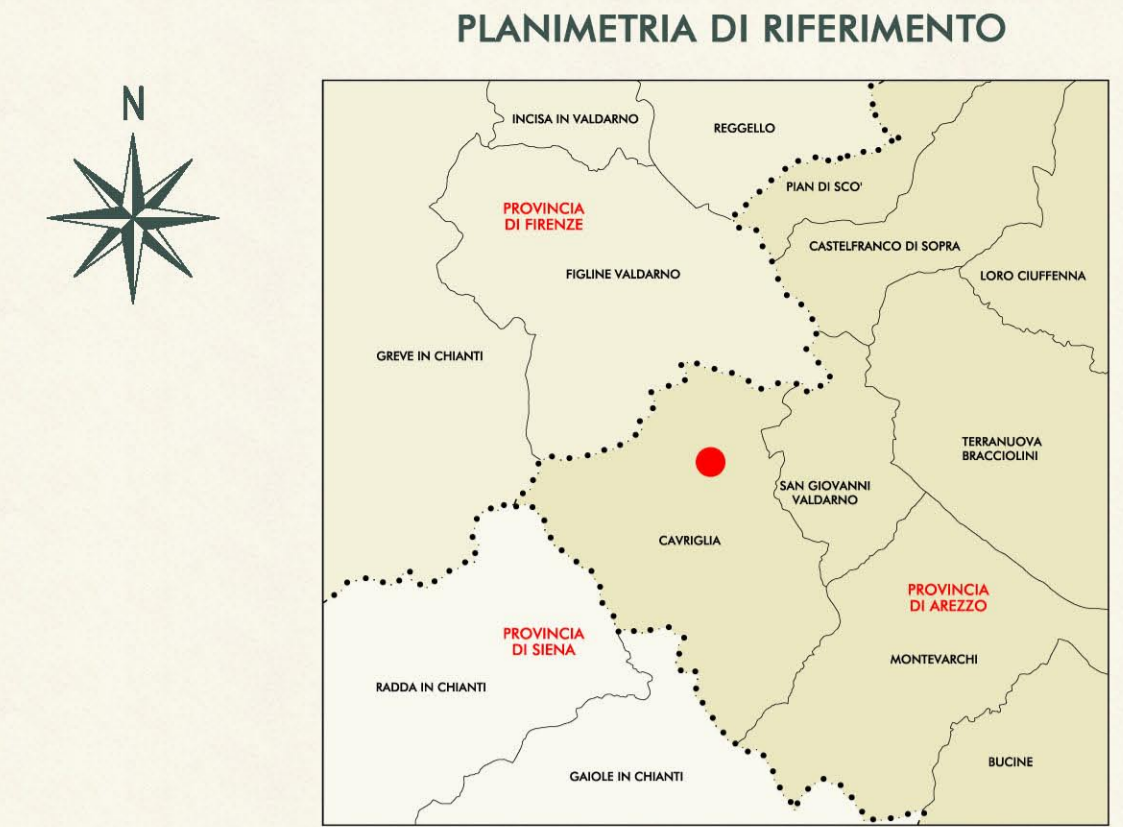 PLANIMETRIA DI RIFERIMENTO
N
INCISA IN VALDARNO
REGGELLO
PIAN DI SCO'
PROVINCIA
DI FIRENZE
CASTELFRANCO DI SOPRA
FIGLINE VALDARNO
LORO CIUFFENNA
GREVE IN CHIANTI
TERRANUOVA
BRACCIOLINI
SAN GIOVANNI
VALDARNO
CAVRIGLIA
PROVINCIA
DI AREZZO
PROVINCIA
DI SIENA
MONTEVARCHI
RADDA IN CHIANTI
BUCINE
GAIOLE IN CHIANTI